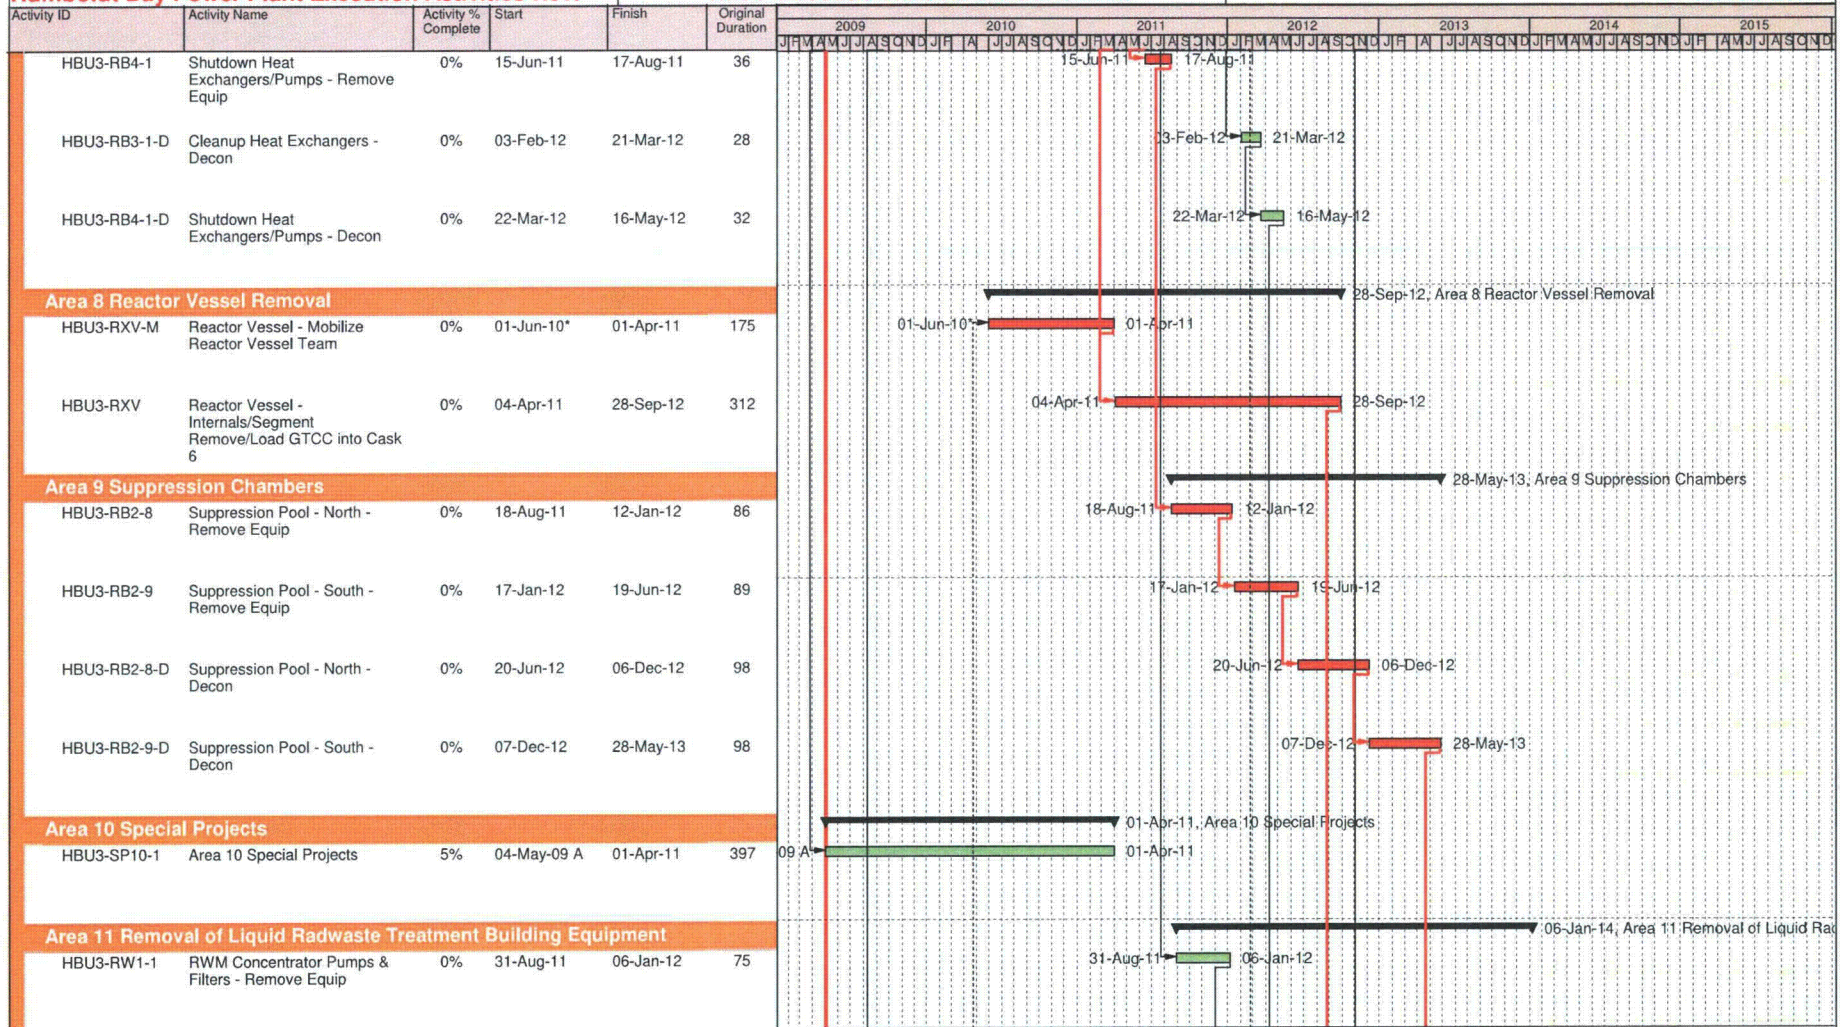 Activity ID Activity Name Activity % Complete Start Finish Original Duration
2009 2010 2011 2012 2013 2014 2015
HBU3-RB4-1 Shutdown Heat Exchangers/Pumps - Remove Equip 0% 15-Jun-11 17-Aug-11 36
15-Jun-11 17-Aug-11
HBU3-RB3-1-D Cleanup Heat Exchangers - Decon 0% 03-Feb-12 21-Mar-12 28
03-Feb-12 21-Mar-12
HBU3-RB4-1-D Shutdown Heat Exchangers/Pumps - Decon 0% 22-Mar-12 16-May-12 32
22-Mar-12 16-May-12
Area 8 Reactor Vessel Removal
28-Sep-12, Area 8 Reactor Vessel Removal
HBU3-RXV-M Reactor Vessel - Mobilize Reactor Vessel Team 0% 01-Jun-10* 01-Apr-11 175
01-Jun-10* 01-Apr-11
HBU3-RXV Reactor Vessel - Internals/Segment Remove/Load GTCC into Cask 6 0% 04-Apr-11 28-Sep-12 312
04-Apr-11 28-Sep-12
Area 9 Suppression Chambers
28-May-13, Area 9 Suppression Chambers
HBU3-RB2-8 Suppression Pool - North - Remove Equip 0% 18-Aug-11 12-Jan-12 86
18-Aug-11 12-Jan-12
HBU3-RB2-9 Suppression Pool - South - Remove Equip 0% 17-Jan-12 19-Jun-12 89
17-Jan-12 19-Jun-12
HBU3-RB2-8-D Suppression Pool - North - Decon 0% 20-Jun-12 06-Dec-12 98
20-Jun-12 06-Dec-12
HBU3-RB2-9-D Suppression Pool - South - Decon 0% 07-Dec-12 28-May-13 98
07-Dec-12 28-May-13
Area 10 Special Projects
01-Apr-11, Area 10 Special Projects
HBU3-SP10-1 Area 10 Special Projects 5% 04-May-09 A 01-Apr-11 397
09 A 01-Apr-11
Area 11 Removal of Liquid Radwaste Treatment Building Equipment
06-Jan-14, Area 11 Removal of Liquid Rad
HBU3-RW1-1 RWM Concentrator Pumps & Filters - Remove Equip 0% 31-Aug-11 06-Jan-12 75
31-Aug-11 06-Jan-12